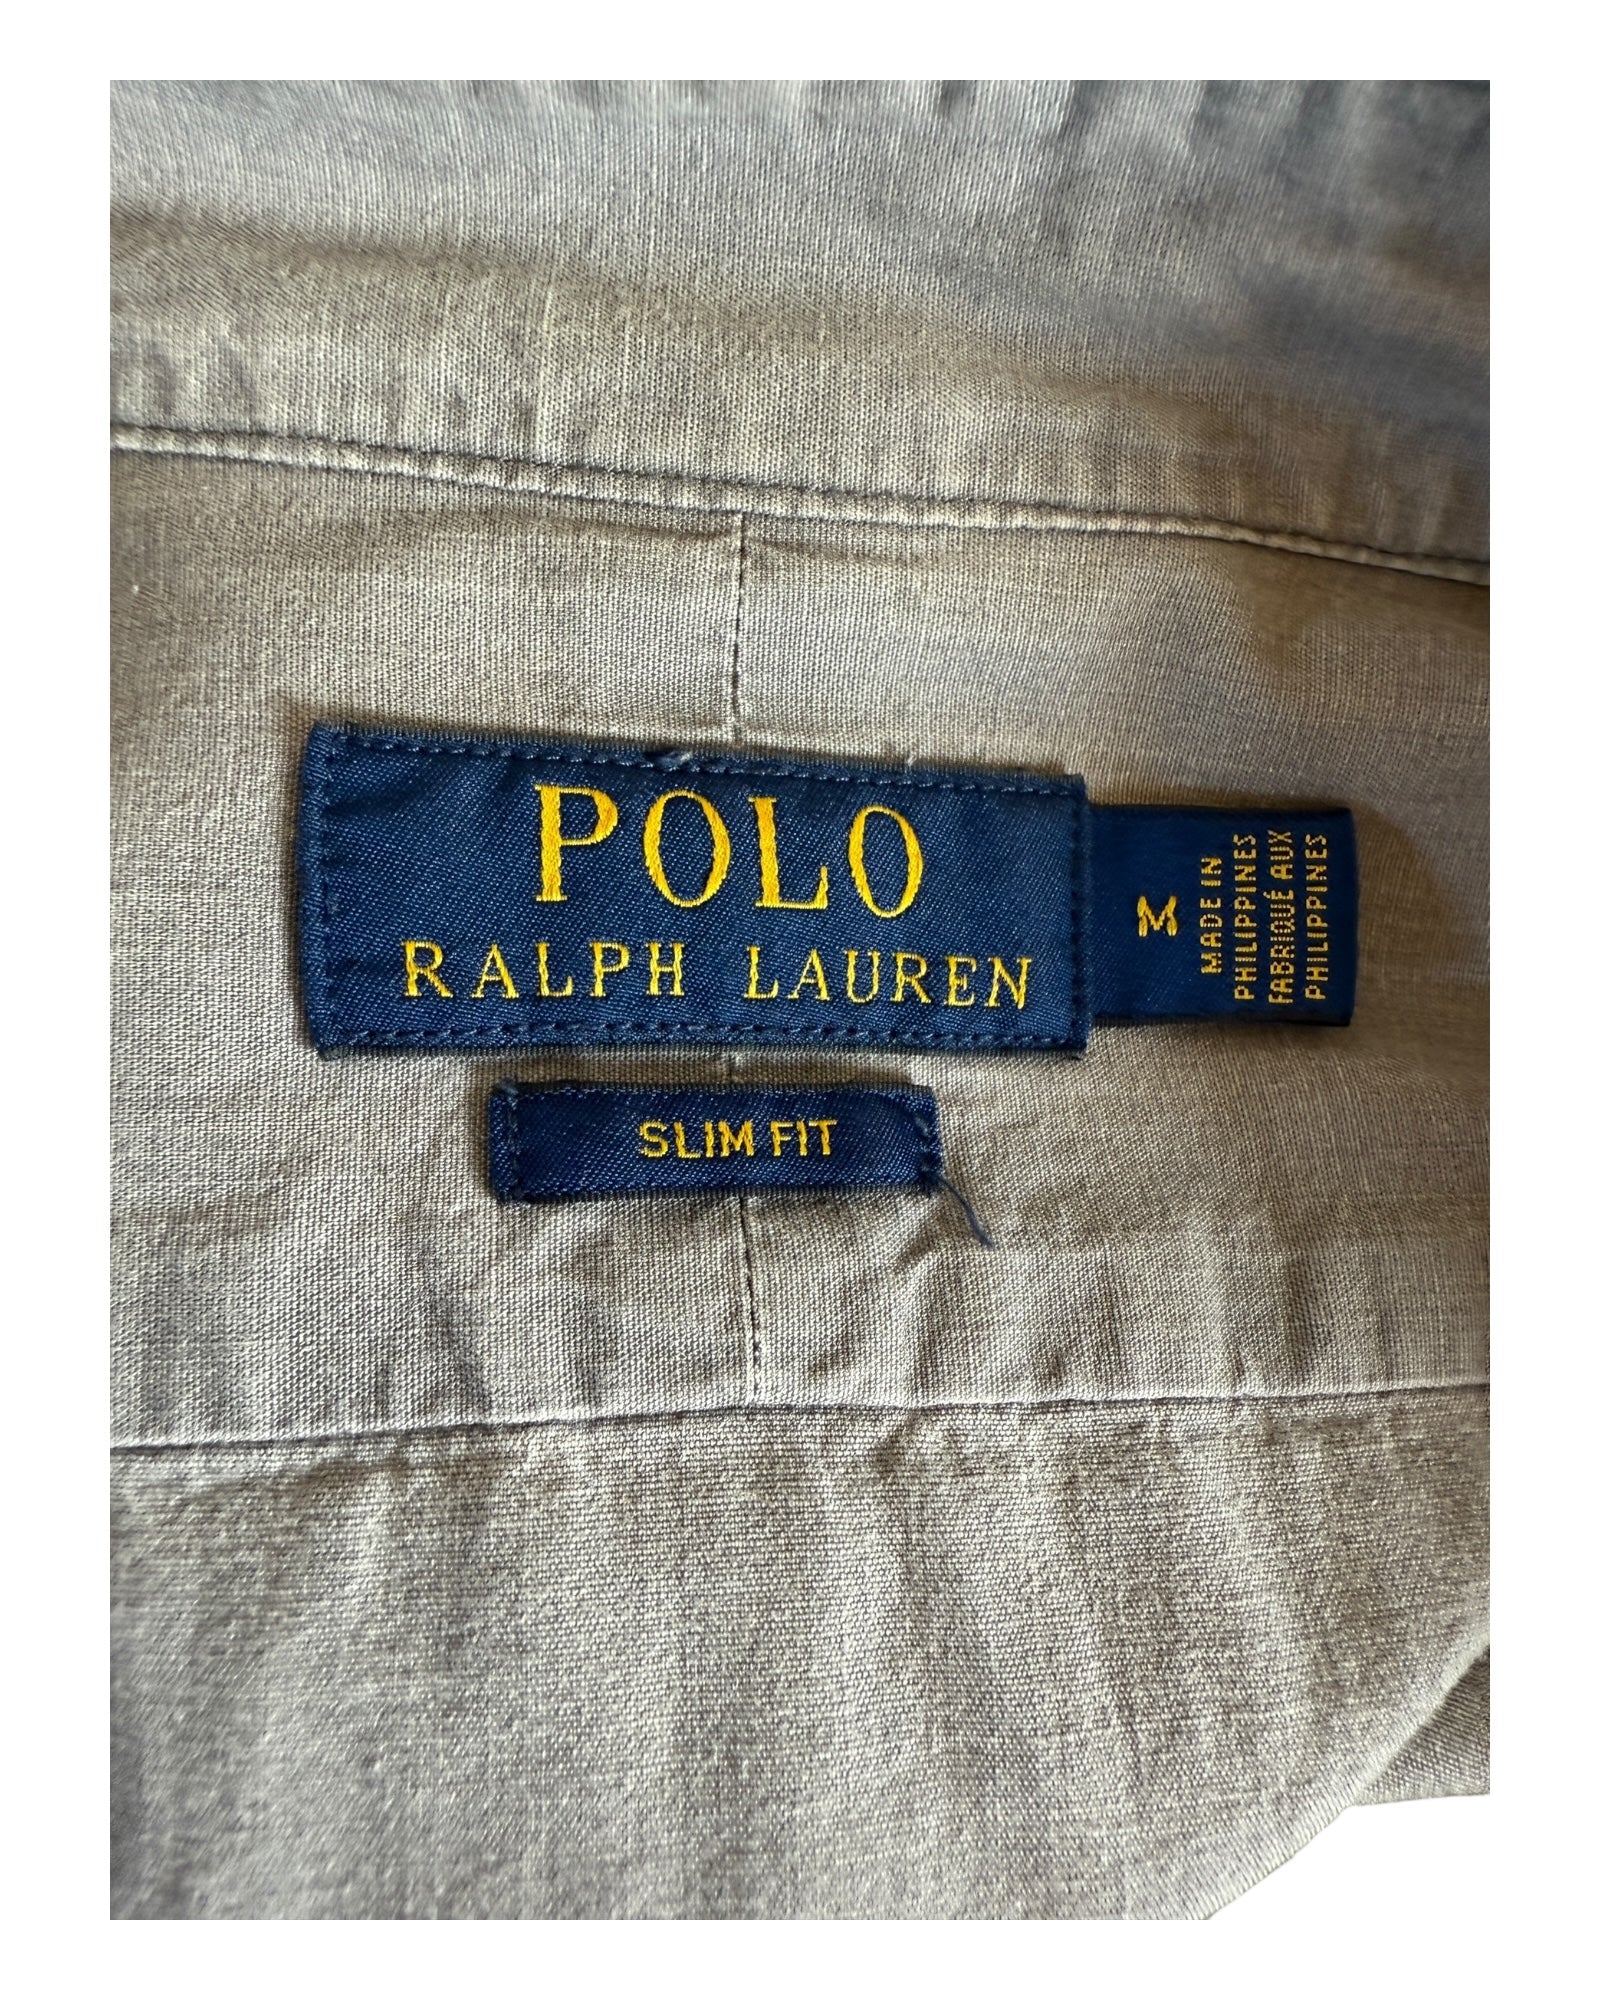 POLO
RALPH LAUREN
M
MADE IN
PHILIPPINES
FABRIQUÉ AUX
PHILIPPINES
SLIM FIT